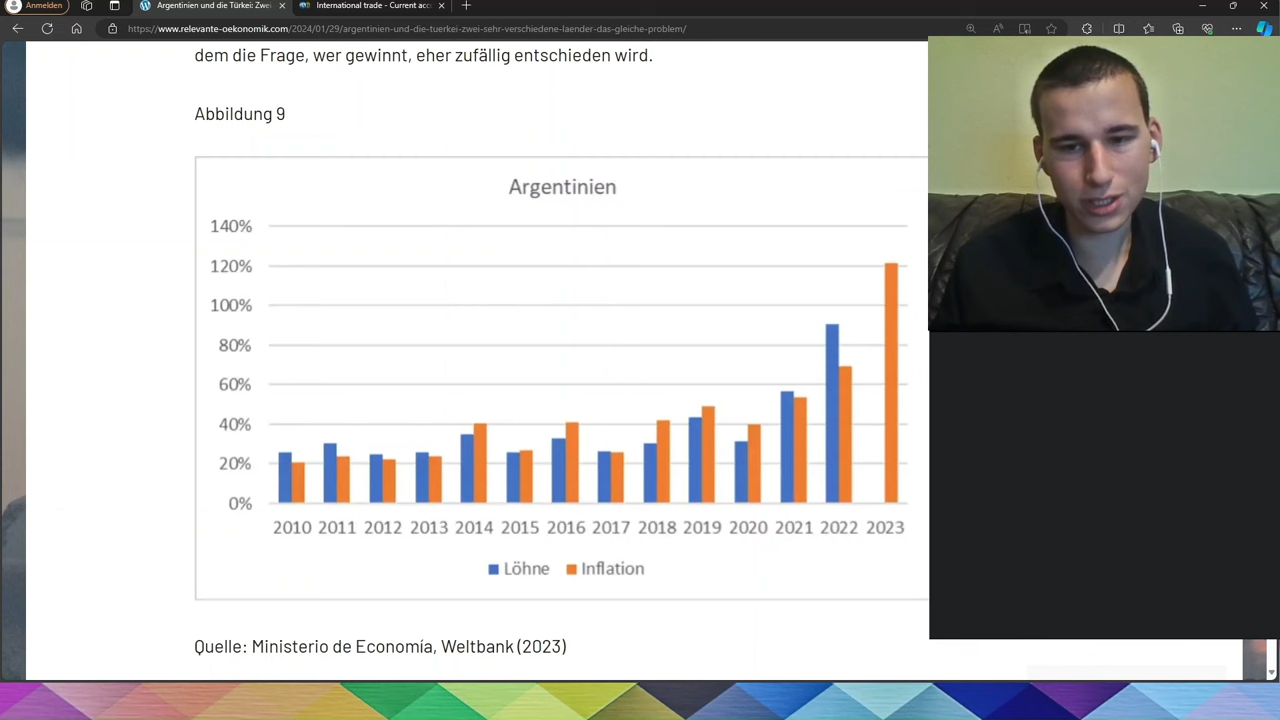 Anmelden
Argentinien und die Türkei: Zwei
International trade - Current acc
https://www.relevante-oekonomik.com/2024/01/29/argentinien-und-die-tuerkei-zwei-sehr-verschiedene-laender-das-gleiche-problem/
dem die Frage, wer gewinnt, eher zufällig entschieden wird.
Abbildung 9
Argentinien
140%
120%
100%
80%
60%
40%
20%
0%
2010 2011 2012 2013 2014 2015 2016 2017 2018 2019 2020 2021 2022 2023
Löhne Inflation
Quelle: Ministerio de Economía, Weltbank (2023)